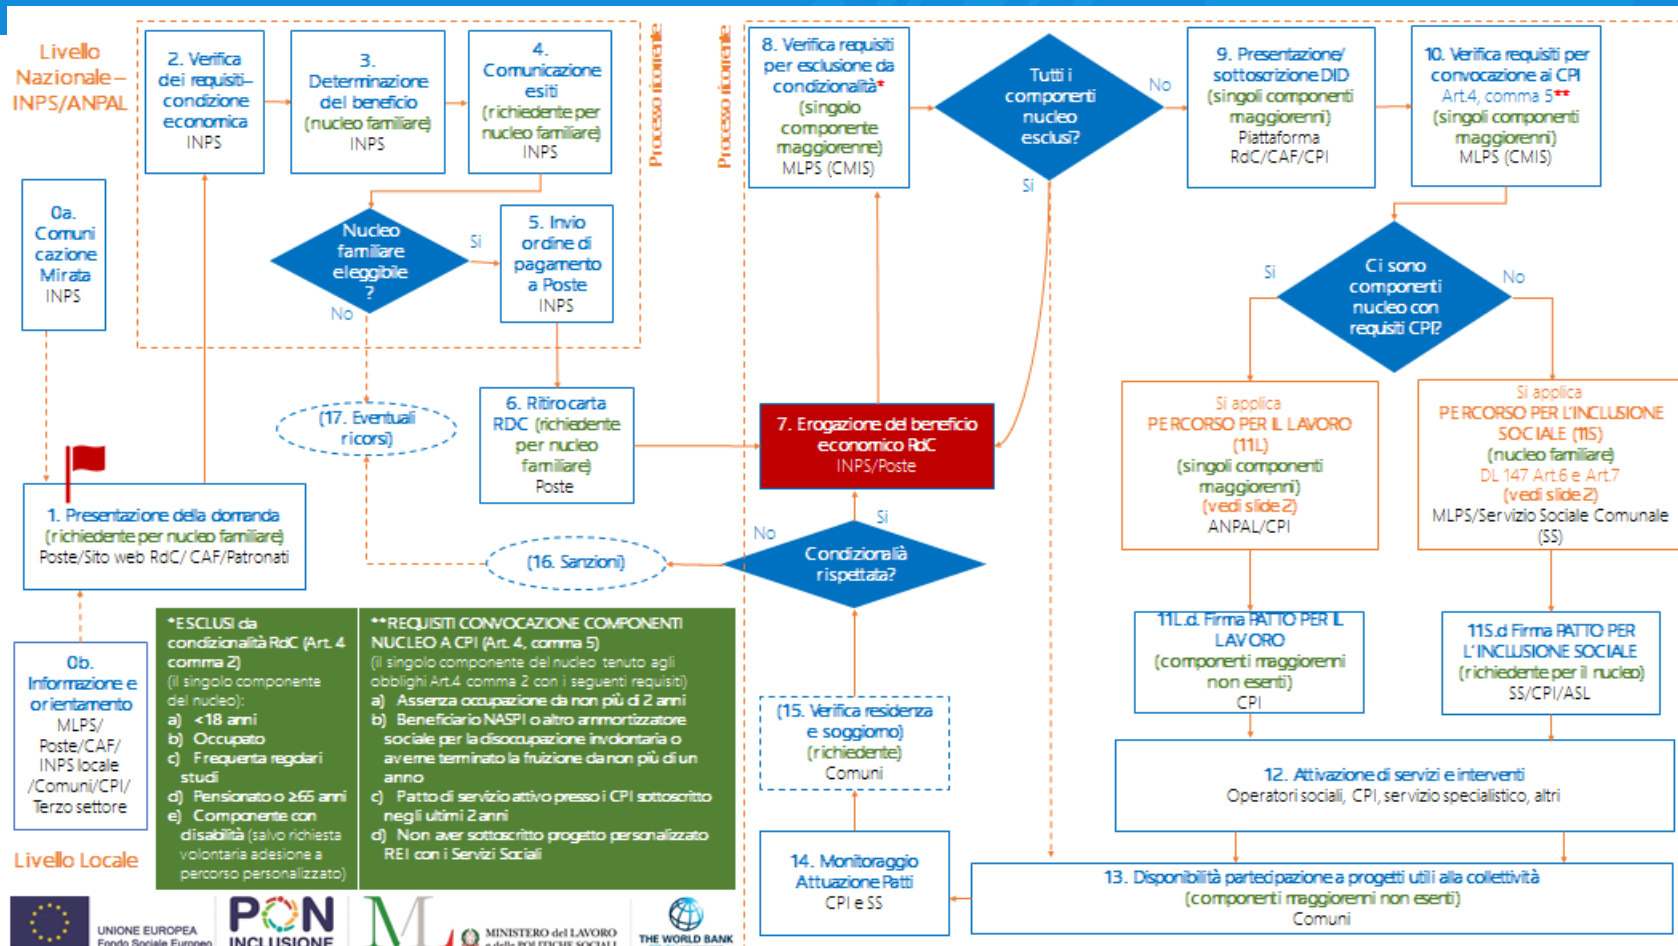 Livello
Nazionale –
INPS/ANPAL
2. Verifica
dei requisiti–
condizione
economica
INPS
3.
Determinazione
del beneficio
(nucleo familiare)
INPS
4.
Comunicazione
esiti
(richiedente per
nucleo familiare)
INPS
Processo ricorrente
Processo ricorrente
8. Verifica requisiti
per esclusione da
condizionalità*
(singolo
componente
maggiorenne)
MLPS (CMIS)
Tutti i
componenti
nucleo
esclusi?
No
Si
9. Presentazione/
sottoscrizione DID
(singoli componenti
maggiorenni)
Piattaforma
RdC/CAF/CPI
10. Verifica requisiti per
convocazione ai CPI
Art.4, comma 5**
(singoli componenti
maggiorenni)
MLPS (CMIS)
0a.
Comuni
cazione
Mirata
INPS
Nucleo
familiare
eleggibile
?
Si
No
5. Invio
ordine di
pagamento
a Poste
INPS
Ci sono
componenti
nucleo con
requisiti CPI?
Si
No
(17. Eventuali
ricorsi)
6. Ritiro carta
RDC (richiedente
per nucleo
familiare)
Poste
7. Erogazione del beneficio
economico RdC
INPS/Poste
Si applica
PERCORSO PER IL LAVORO
(11L)
(singoli componenti
maggiorenni)
(vedi slide 2)
ANPAL/CPI
Si applica
PERCORSO PER L'INCLUSIONE
SOCIALE (11S)
(nucleo familiare)
DL 147 Art.6 e Art.7
(vedi slide 2)
MLPS/Servizio Sociale Comunale
(SS)
1. Presentazione della domanda
(richiedente per nucleo familiare)
Poste/Sito web RdC/ CAF/Patronati
(16. Sanzioni)
No
Si
Condizionalià
rispettata?
0b.
Informazione e
orientamento
MLPS/
Poste/CAF/
INPS locale
/Comuni/CPI/
Terzo settore
Livello Locale
*ESCLUSI da
condizionalità RdC (Art. 4
comma 2)
(il singolo componente
del nucleo):
a) <18 anni
b) Occupato
c) Frequenta regolari
studi
d) Pensionato o ≥65 anni
e) Componente con
disabilità (salvo richiesta
volontaria adesione a
percorso personalizzato)
**REQUISITI CONVOCAZIONE COMPONENTI
NUCLEO A CPI (Art. 4, comma 5)
(il singolo componente del nucleo tenuto agli
obblighi Art.4 comma 2 con i seguenti requisiti)
a) Assenza occupazione da non più di 2 anni
b) Beneficiario NASPI o altro ammortizzatore
sociale per la disoccupazione involontaria o
averne terminato la fruizione da non più di un
anno
c) Patto di servizio attivo presso i CPI sottoscritto
negli ultimi 2 anni
d) Non aver sottoscritto progetto personalizzato
REI con i Servizi Sociali
11L.d. Firma PATTO PER IL
LAVORO
(componenti maggiorenni
non esenti)
CPI
11S.d Firma PATTO PER
L'INCLUSIONE SOCIALE
(richiedente per il nucleo)
SS/CPI/ASL
(15. Verifica residenza
e soggiorno)
(richiedente)
Comuni
12. Attivazione di servizi e interventi
Operatori sociali, CPI, servizio specialistico, altri
14. Monitoraggio
Attuazione Patti
CPI e SS
13. Disponibilità partecipazione a progetti utili alla collettività
(componenti maggiorenni non esenti)
Comuni
UNIONE EUROPEA
Fondo Sociale Europeo
PON
INCLUSIONE
MINISTERO del LAVORO
e delle POLITICHE SOCIALI
THE WORLD BANK